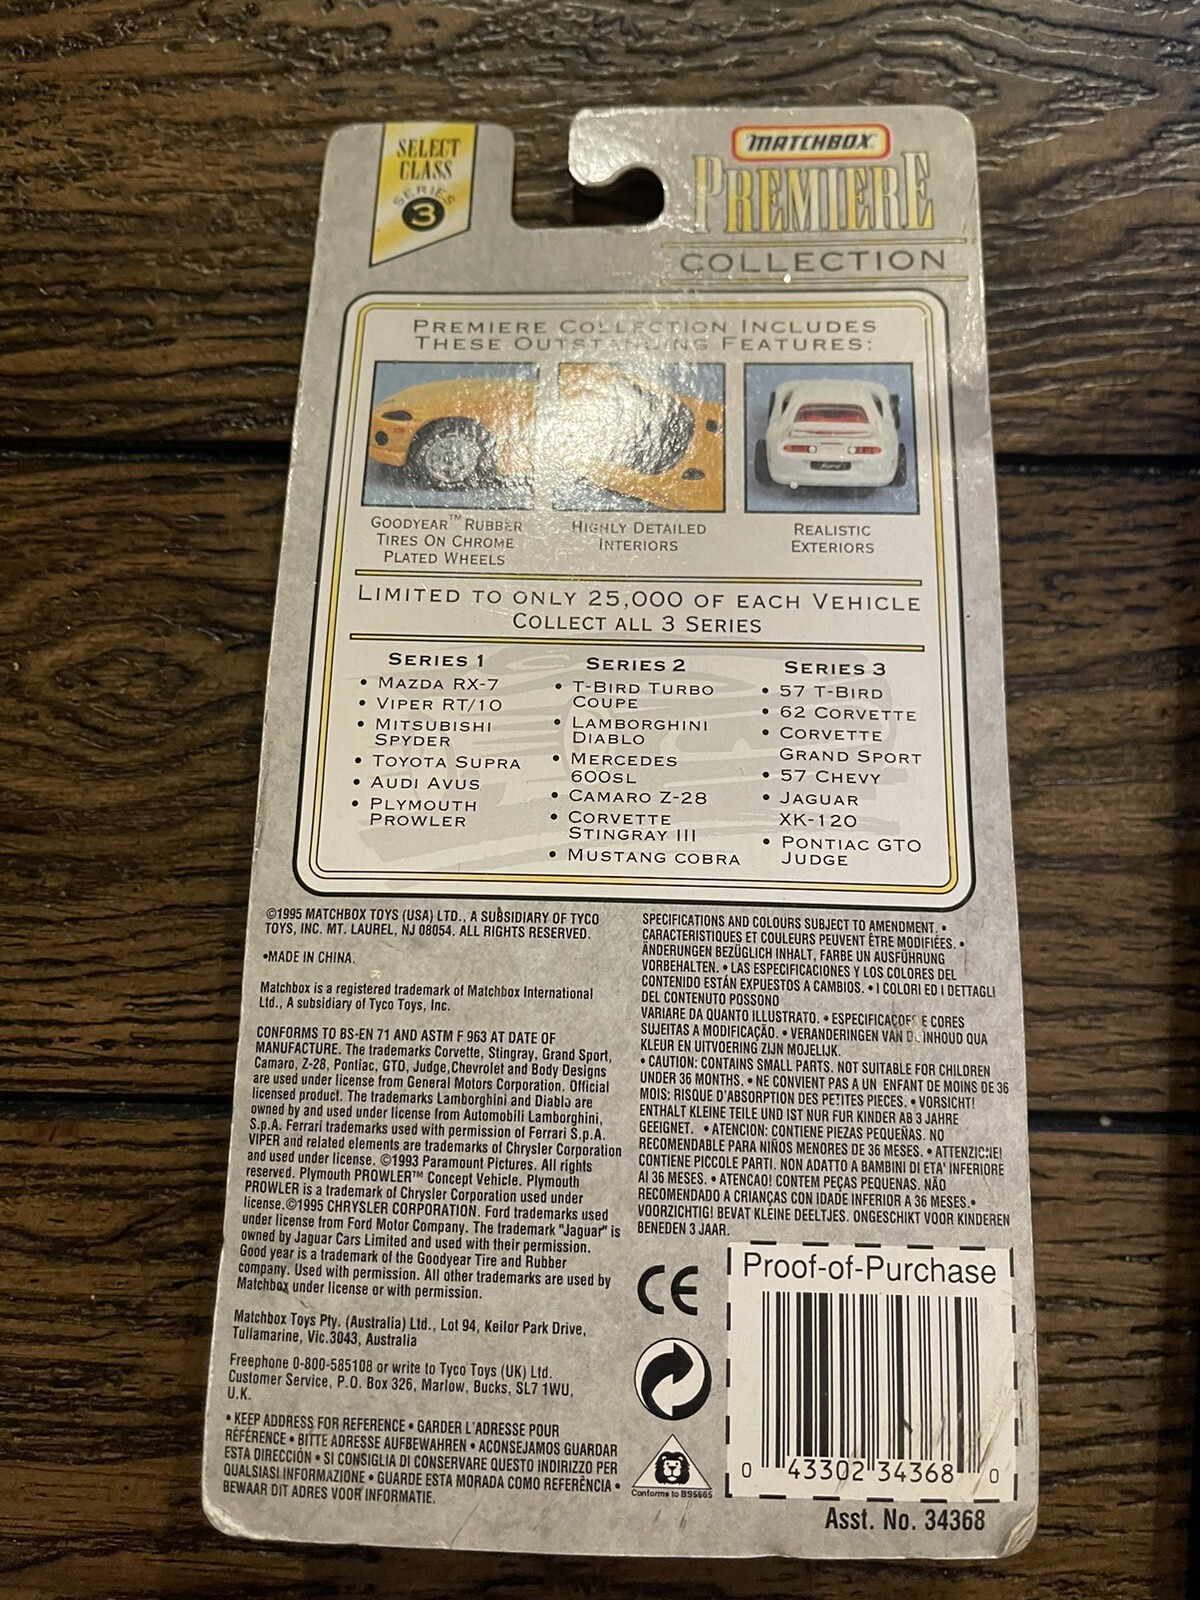 SELECT
CLASS
SERIES
3
MATCHBOX
PREMIERE
COLLECTION
PREMIERE COLLECTION INCLUDES
THESE OUTSTANDING FEATURES:
GOODYEAR™ RUBBER
TIRES ON CHROME
PLATED WHEELS
HIGHLY DETAILED
INTERIORS
REALISTIC
EXTERIORS
LIMITED TO ONLY 25,000 OF EACH VEHICLE
COLLECT ALL 3 SERIES
SERIES 1
• MAZDA RX-7
• VIPER RT/10
• MITSUBISHI
SPYDER
• TOYOTA SUPRA
• AUDI AVUS
• PLYMOUTH
PROWLER
SERIES 2
• T-BIRD TURBO
COUPE
• LAMBORGHINI
DIABLO
• MERCEDES
600SL
• CAMARO Z-28
• CORVETTE
STINGRAY III
• MUSTANG COBRA
SERIES 3
• 57 T-BIRD
• 62 CORVETTE
• CORVETTE
GRAND SPORT
• 57 CHEVY
• JAGUAR
XK-120
• PONTIAC GTO
JUDGE
©1995 MATCHBOX TOYS (USA) LTD., A SUBSIDIARY OF TYCO
TOYS, INC. MT. LAUREL, NJ 08054. ALL RIGHTS RESERVED.
•MADE IN CHINA.
Matchbox is a registered trademark of Matchbox International
Ltd., A subsidiary of Tyco Toys, Inc.
CONFORMS TO BS-EN 71 AND ASTM F 963 AT DATE OF
MANUFACTURE. The trademarks Corvette, Stingray, Grand Sport,
Camaro, Z-28, Pontiac, GTO, Judge,Chevrolet and Body Designs
are used under license from General Motors Corporation. Official
licensed product. The trademarks Lamborghini and Diablo are
owned by and used under license from Automobili Lamborghini,
S.p.A. Ferrari trademarks used with permission of Ferrari S.p.A.
VIPER and related elements are trademarks of Chrysler Corporation
and used under license. ©1993 Paramount Pictures. All rights
reserved. Plymouth PROWLER™ Concept Vehicle. Plymouth
PROWLER is a trademark of Chrysler Corporation used under
license.©1995 CHRYSLER CORPORATION. Ford trademarks used
under license from Ford Motor Company. The trademark "Jaguar" is
owned by Jaguar Cars Limited and used with their permission.
Good year is a trademark of the Goodyear Tire and Rubber
company. Used with permission. All other trademarks are used by
Matchbox under license or with permission.
Matchbox Toys Pty. (Australia) Ltd., Lot 94, Keilor Park Drive,
Tullamarine, Vic.3043, Australia
Freephone 0-800-585108 or write to Tyco Toys (UK) Ltd.
Customer Service, P.O. Box 326, Marlow, Bucks, SL7 1WU,
U.K.
• KEEP ADDRESS FOR REFERENCE • GARDER L'ADRESSE POUR
RÉFÉRENCE • BITTE ADRESSE AUFBEWAHREN • ACONSEJAMOS GUARDAR
ESTA DIRECCIÓN • SI CONSIGLIA DI CONSERVARE QUESTO INDIRIZZO PER
QUALSIASI INFORMAZIONE • GUARDE ESTA MORADA COMO REFERÊNCIA •
BEWAAR DIT ADRES VOOR INFORMATIE.
SPECIFICATIONS AND COLOURS SUBJECT TO AMENDMENT. •
CARACTERISTIQUES ET COULEURS PEUVENT ÊTRE MODIFIÉES. •
ÄNDERUNGEN BEZÜGLICH INHALT, FARBE UN AUSFÜHRUNG
VORBEHALTEN. • LAS ESPECIFICACIONES Y LOS COLORES DEL
CONTENIDO ESTÁN EXPUESTOS A CAMBIOS. • I COLORI ED I DETTAGLI
DEL CONTENUTO POSSONO
VARIARE DA QUANTO ILLUSTRATO. • ESPECIFICAÇOES E CORES
SUJEITAS A MODIFICAÇÃO. • VERANDERINGEN VAN DE INHOUD QUA
KLEUR EN UITVOERING ZIJN MOJELIJK.
• CAUTION: CONTAINS SMALL PARTS. NOT SUITABLE FOR CHILDREN
UNDER 36 MONTHS. • NE CONVIENT PAS A UN ENFANT DE MOINS DE 36
MOIS: RISQUE D'ABSORPTION DES PETITES PIECES. • VORSICHT!
ENTHALT KLEINE TEILE UND IST NUR FUR KINDER AB 3 JAHRE
GEEIGNET. • ATENCION: CONTIENE PIEZAS PEQUEÑAS. NO
RECOMENDABLE PARA NIÑOS MENORES DE 36 MESES. • ATTENZIONE!
CONTIENE PICCOLE PARTI. NON ADATTO A BAMBINI DI ETA' INFERIORE
AI 36 MESES. • ATENCAO! CONTEM PEÇAS PEQUENAS. NÃO
RECOMENDADO A CRIANÇAS CON IDADE INFERIOR A 36 MESES.•
VOORZICHTIG! BEVAT KLEINE DEELTJES. ONGESCHIKT VOOR KINDEREN
BENEDEN 3 JAAR.
CE
Conforms to BS5665
Proof-of-Purchase
0 43302 34368 0
Asst. No. 34368